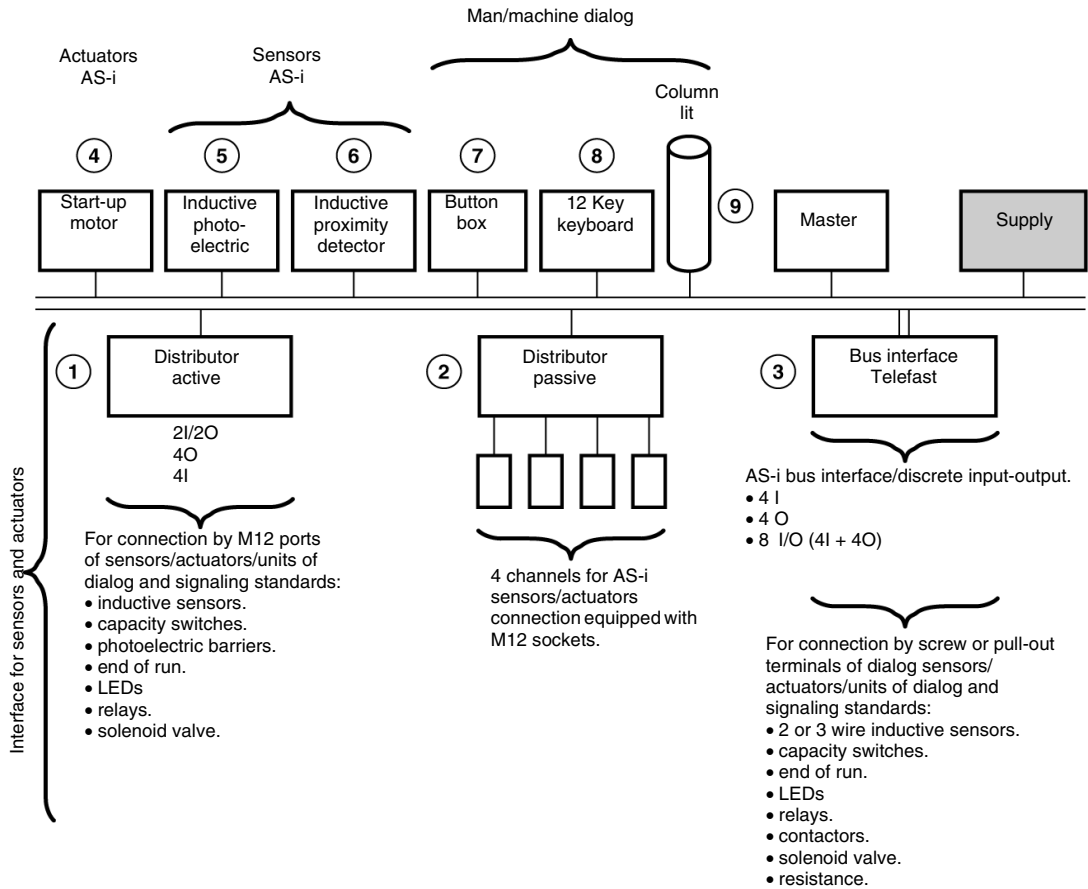 Man/machine dialog
Actuators
AS-i
Sensors
AS-i
Column
lit
4
5
6
7
8
9
Start-up
motor
Inductive
photo-
electric
Inductive
proximity
detector
Button
box
12 Key
keyboard
Master
Supply
Interface for sensors and actuators
1
Distributor
active
2I/2O
4O
4I
For connection by M12 ports
of sensors/actuators/units of
dialog and signaling standards:
• inductive sensors.
• capacity switches.
• photoelectric barriers.
• end of run.
• LEDs
• relays.
• solenoid valve.
2
Distributor
passive
4 channels for AS-i
sensors/actuators
connection equipped with
M12 sockets.
3
Bus interface
Telefast
AS-i bus interface/discrete input-output.
• 4 I
• 4 O
• 8 I/O (4I + 4O)
For connection by screw or pull-out
terminals of dialog sensors/
actuators/units of dialog and
signaling standards:
• 2 or 3 wire inductive sensors.
• capacity switches.
• end of run.
• LEDs
• relays.
• contactors.
• solenoid valve.
• resistance.